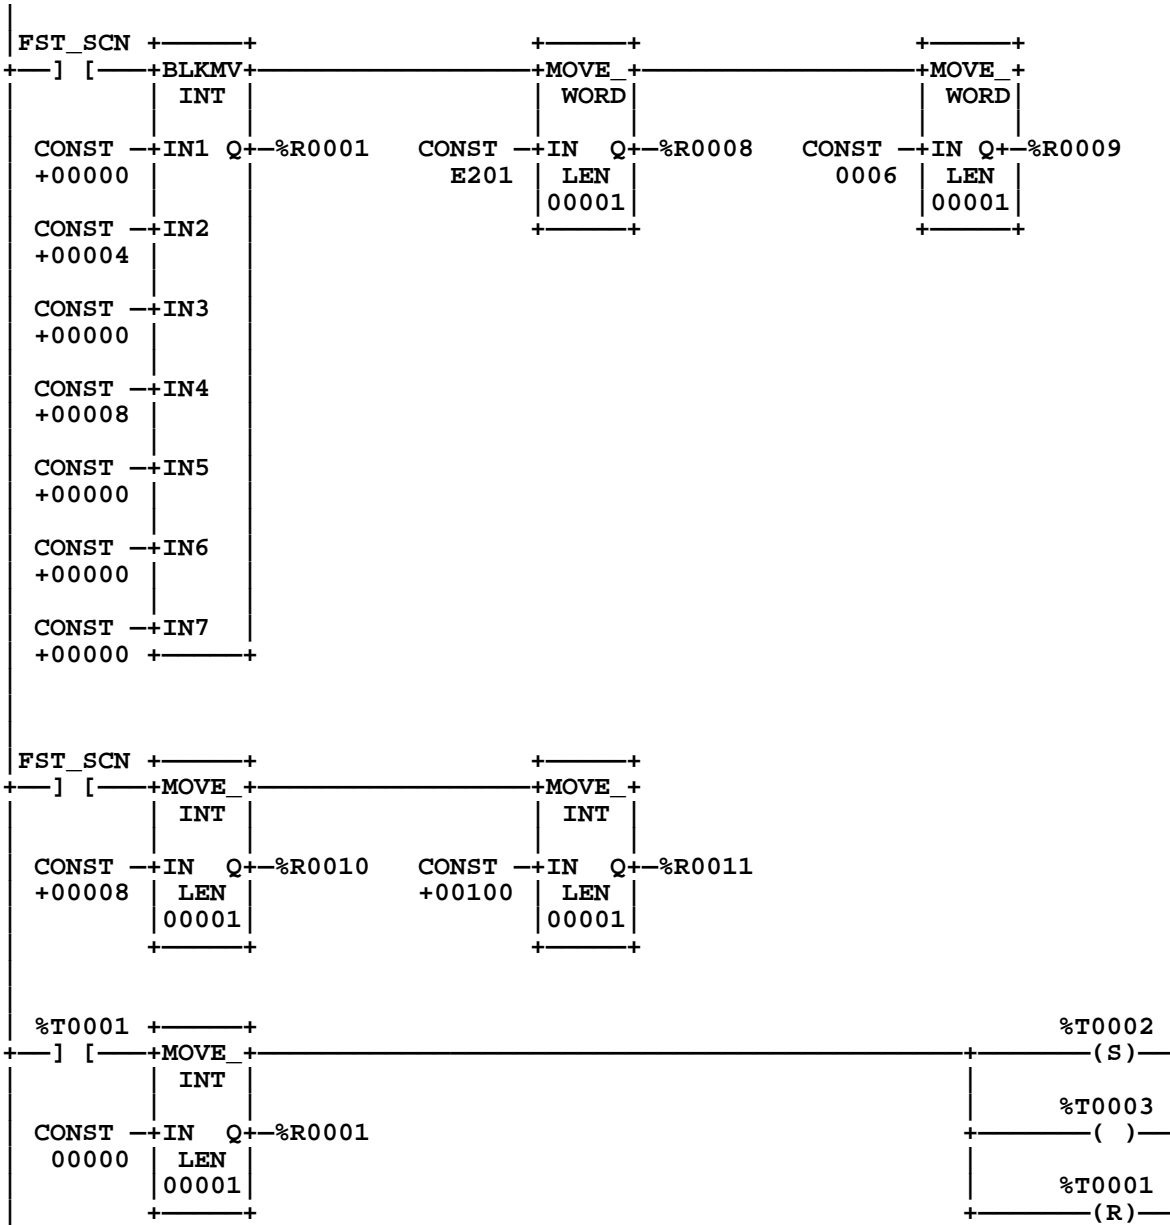 FST_SCN
] [ BLKMV MOVE_ MOVE_
INT WORD WORD
CONST IN1 Q %R0001 CONST IN Q %R0008 CONST IN Q %R0009
+00000 E201 LEN 0006 LEN
00001 00001
CONST IN2
+00004
CONST IN3
+00000
CONST IN4
+00008
CONST IN5
+00000
CONST IN6
+00000
CONST IN7
+00000
FST_SCN
] [ MOVE_ MOVE_
INT INT
CONST IN Q %R0010 CONST IN Q %R0011
+00008 LEN +00100 LEN
00001 00001
%T0001 %T0002
] [ MOVE_ (S)
INT
%T0003
CONST IN Q %R0001 ( )
00000 LEN
00001 %T0001
(R)